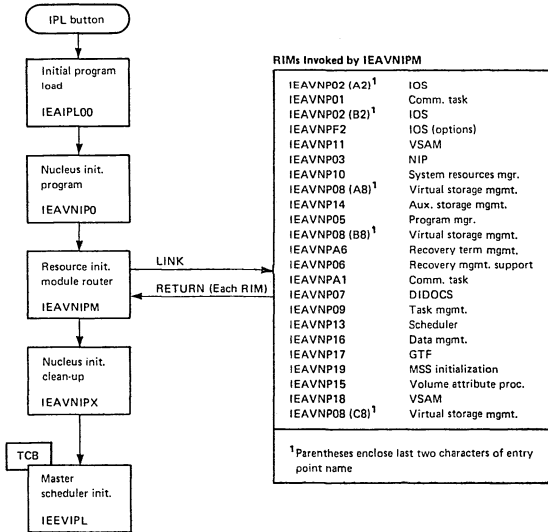 IPL button
Initial program
load
IEAIPL00
Nucleus init.
program
IEAVNIP0
Resource init.
module router
IEAVNIPM
Nucleus init.
clean-up
IEAVNIPX
TCB
Master
scheduler init.
IEEVIPL
LINK
RETURN (Each RIM)
RIMs Invoked by IEAVNIPM
IEAVNP02 (A2)1 IOS
IEAVNP01 Comm. task
IEAVNP02 (B2)1 IOS
IEAVNPF2 IOS (options)
IEAVNP11 VSAM
IEAVNP03 NIP
IEAVNP10 System resources mgr.
IEAVNP08 (A8)1 Virtual storage mgmt.
IEAVNP14 Aux. storage mgmt.
IEAVNP05 Program mgr.
IEAVNP08 (B8)1 Virtual storage mgmt.
IEAVNPA6 Recovery term mgmt.
IEAVNP06 Recovery mgmt. support
IEAVNPA1 Comm. task
IEAVNP07 DIDOCS
IEAVNP09 Task mgmt.
IEAVNP13 Scheduler
IEAVNP16 Data mgmt.
IEAVNP17 GTF
IEAVNP19 MSS initialization
IEAVNP15 Volume attribute proc.
IEAVNP18 VSAM
IEAVNP08 (C8)1 Virtual storage mgmt.
1Parentheses enclose last two characters of entry
point name